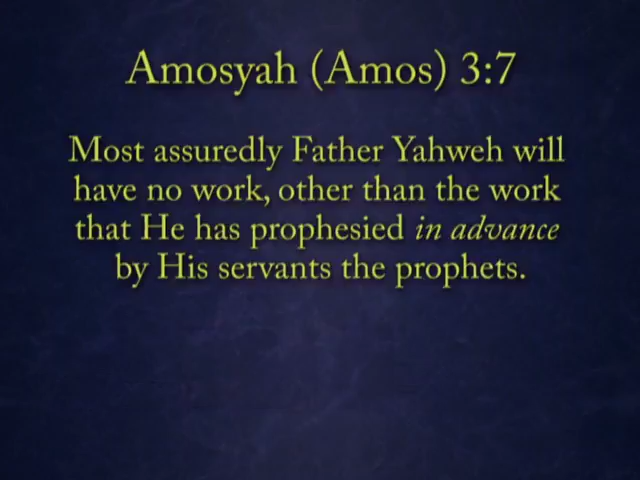 Amosyah (Amos) 3:7
Most assuredly Father Yahweh will
have no work, other than the work
that He has prophesied in advance
by His servants the prophets.